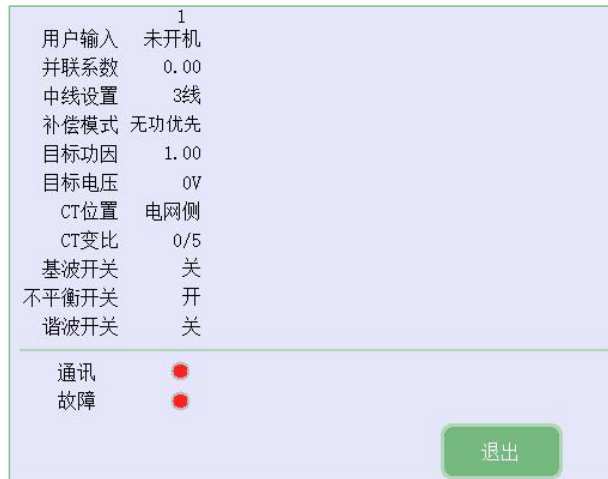 1
用户输入 未开机
并联系数 0.00
中线设置 3线
补偿模式 无功优先
目标功因 1.00
目标电压 0V
CT位置 电网侧
CT变比 0/5
基波开关 关
不平衡开关 开
谐波开关 关
通讯
故障
退出